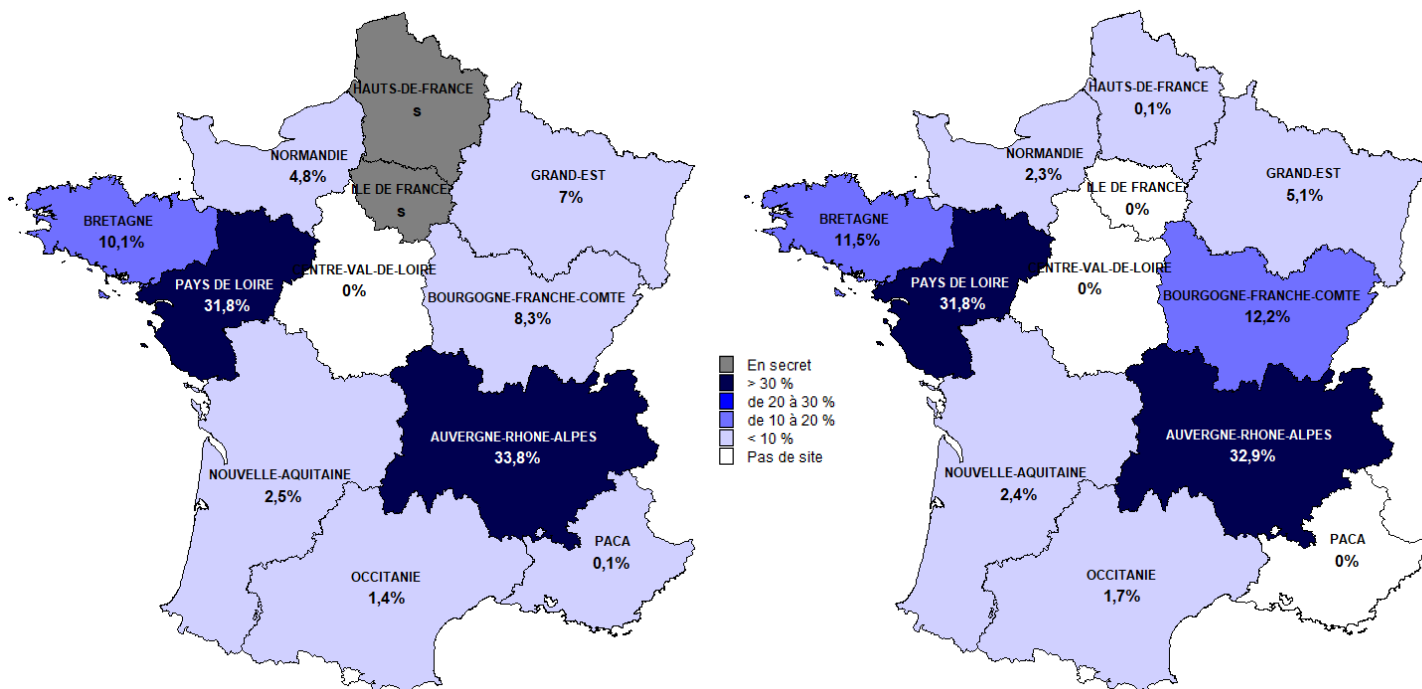 HAUTS-DE-FRANCE
s
NORMANDIE
4,8%
ILE DE FRANCE
s
GRAND-EST
7%
BRETAGNE
10,1%
PAYS DE LOIRE
31,8%
CENTRE-VAL-DE-LOIRE
0%
BOURGOGNE-FRANCHE-COMTE
8,3%
AUVERGNE-RHONE-ALPES
33,8%
NOUVELLE-AQUITAINE
2,5%
PACA
0,1%
OCCITANIE
1,4%
En secret
> 30 %
de 20 à 30 %
de 10 à 20 %
< 10 %
Pas de site
HAUTS-DE-FRANCE
0,1%
NORMANDIE
2,3%
ILE DE FRANCE
0%
GRAND-EST
5,1%
BRETAGNE
11,5%
PAYS DE LOIRE
31,8%
CENTRE-VAL-DE-LOIRE
0%
BOURGOGNE-FRANCHE-COMTE
12,2%
AUVERGNE-RHONE-ALPES
32,9%
NOUVELLE-AQUITAINE
2,4%
PACA
0%
OCCITANIE
1,7%